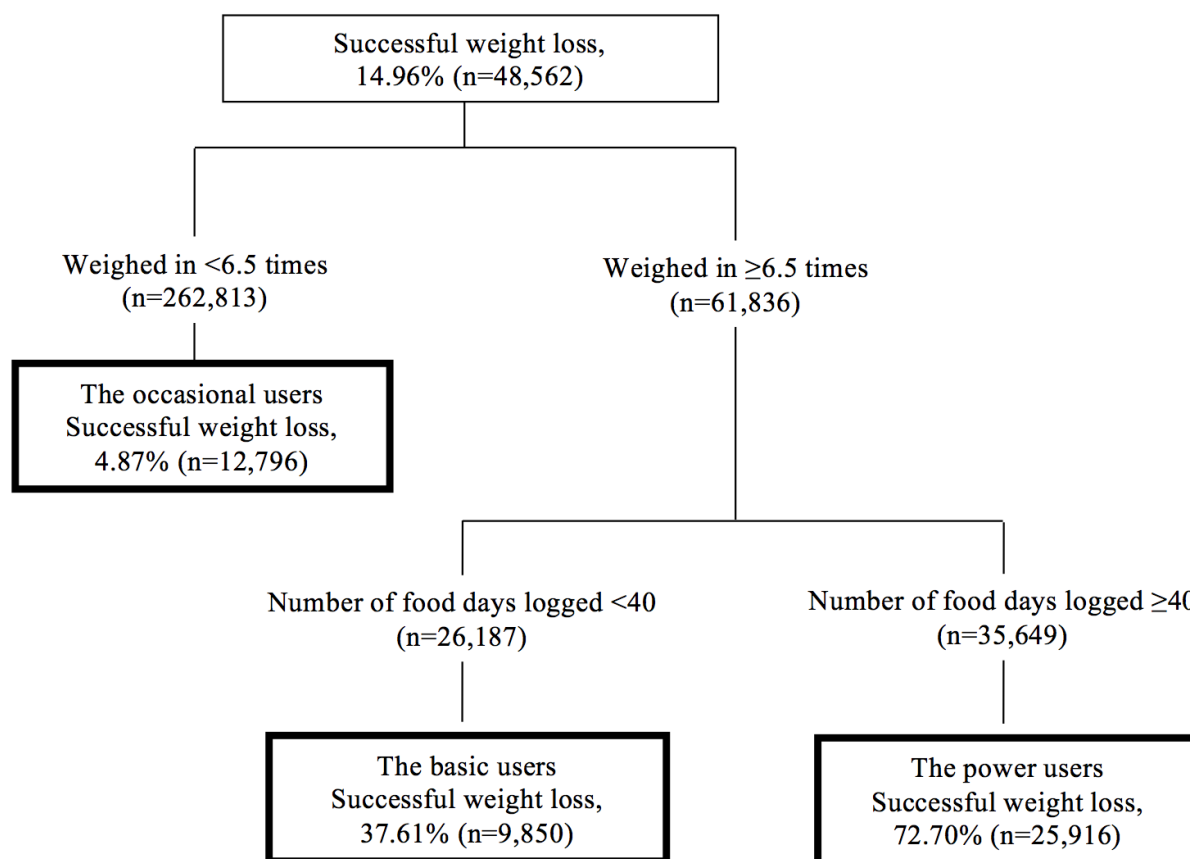 Successful weight loss,
14.96% (n=48,562)
Weighed in <6.5 times
(n=262,813)
Weighed in ≥6.5 times
(n=61,836)
The occasional users
Successful weight loss,
4.87% (n=12,796)
Number of food days logged <40
(n=26,187)
Number of food days logged ≥40
(n=35,649)
The basic users
Successful weight loss,
37.61% (n=9,850)
The power users
Successful weight loss,
72.70% (n=25,916)